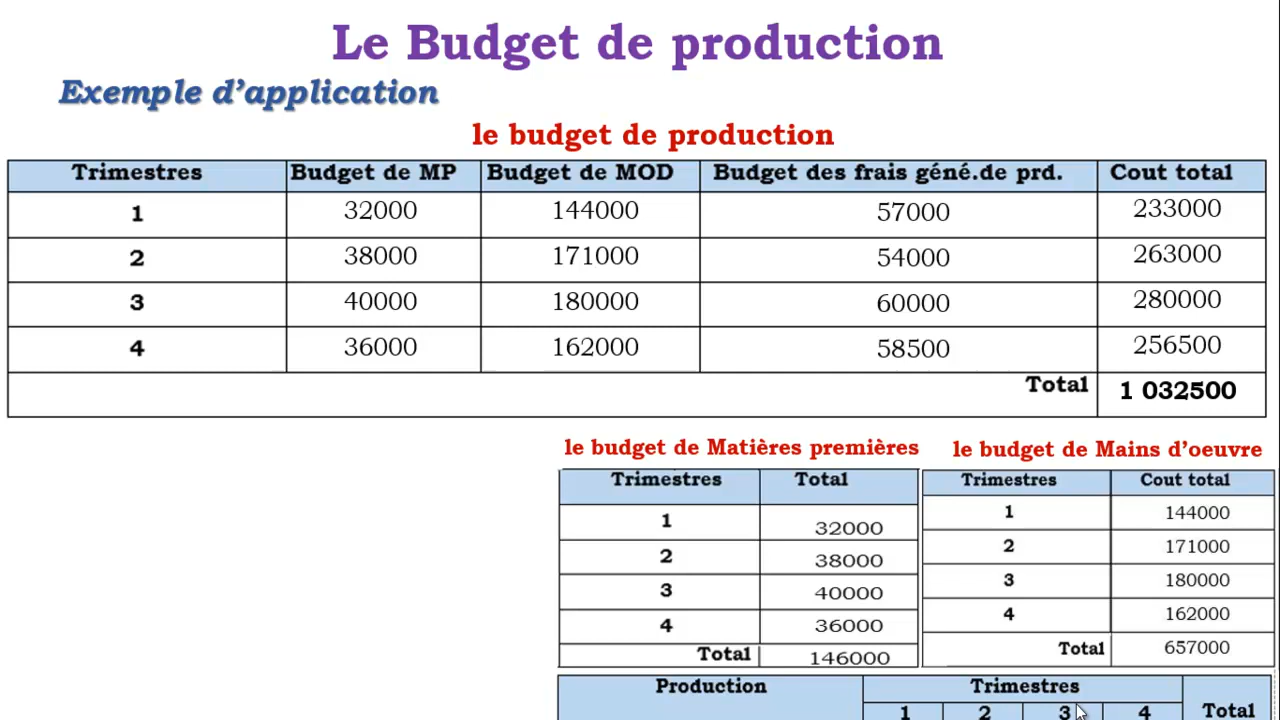 Le Budget de production
Exemple d'application
le budget de production
Trimestres Budget de MP Budget de MOD Budget des frais géné.de prd. Cout total
1 32000 144000 57000 233000
2 38000 171000 54000 263000
3 40000 180000 60000 280000
4 36000 162000 58500 256500
Total 1 032500
le budget de Matières premières
Trimestres Total
1 32000
2 38000
3 40000
4 36000
Total 146000
le budget de Mains d'oeuvre
Trimestres Cout total
1 144000
2 171000
3 180000
4 162000
Total 657000
Production Trimestres Total
1 2 3 4